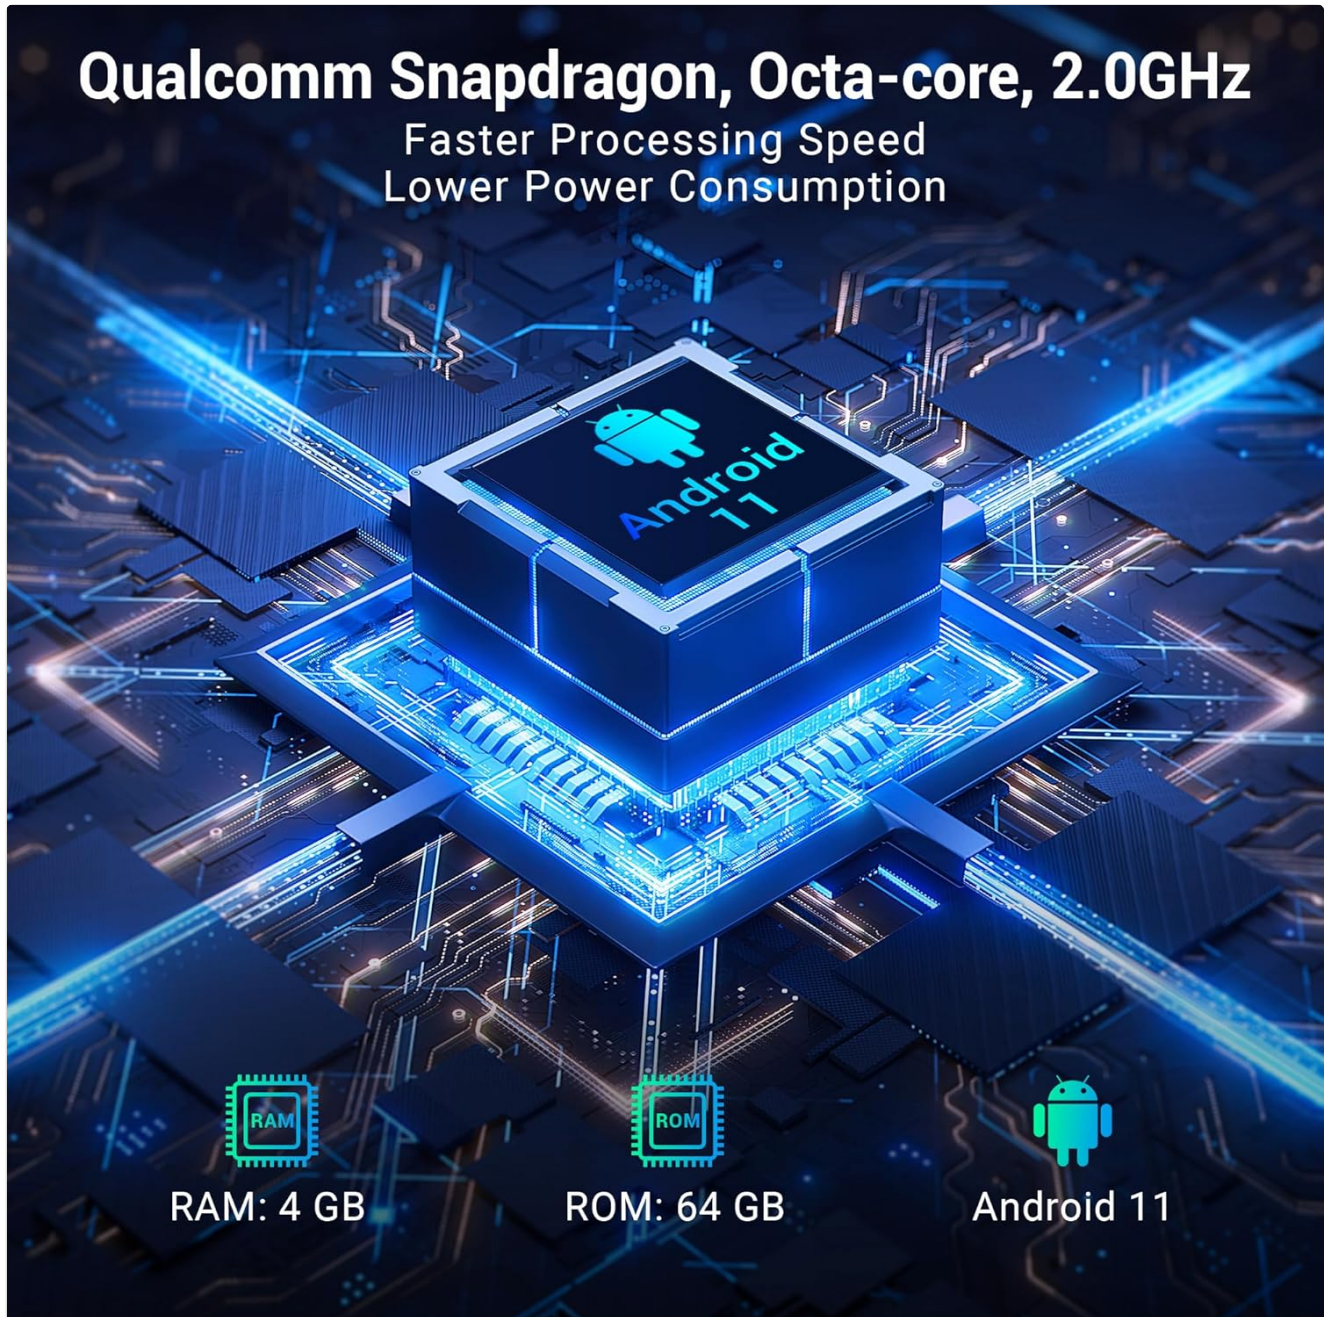 Qualcomm Snapdragon, Octa-core, 2.0GHz
Faster Processing Speed
Lower Power Consumption
Android
11
RAM
ROM
RAM: 4 GB
ROM: 64 GB
Android 11